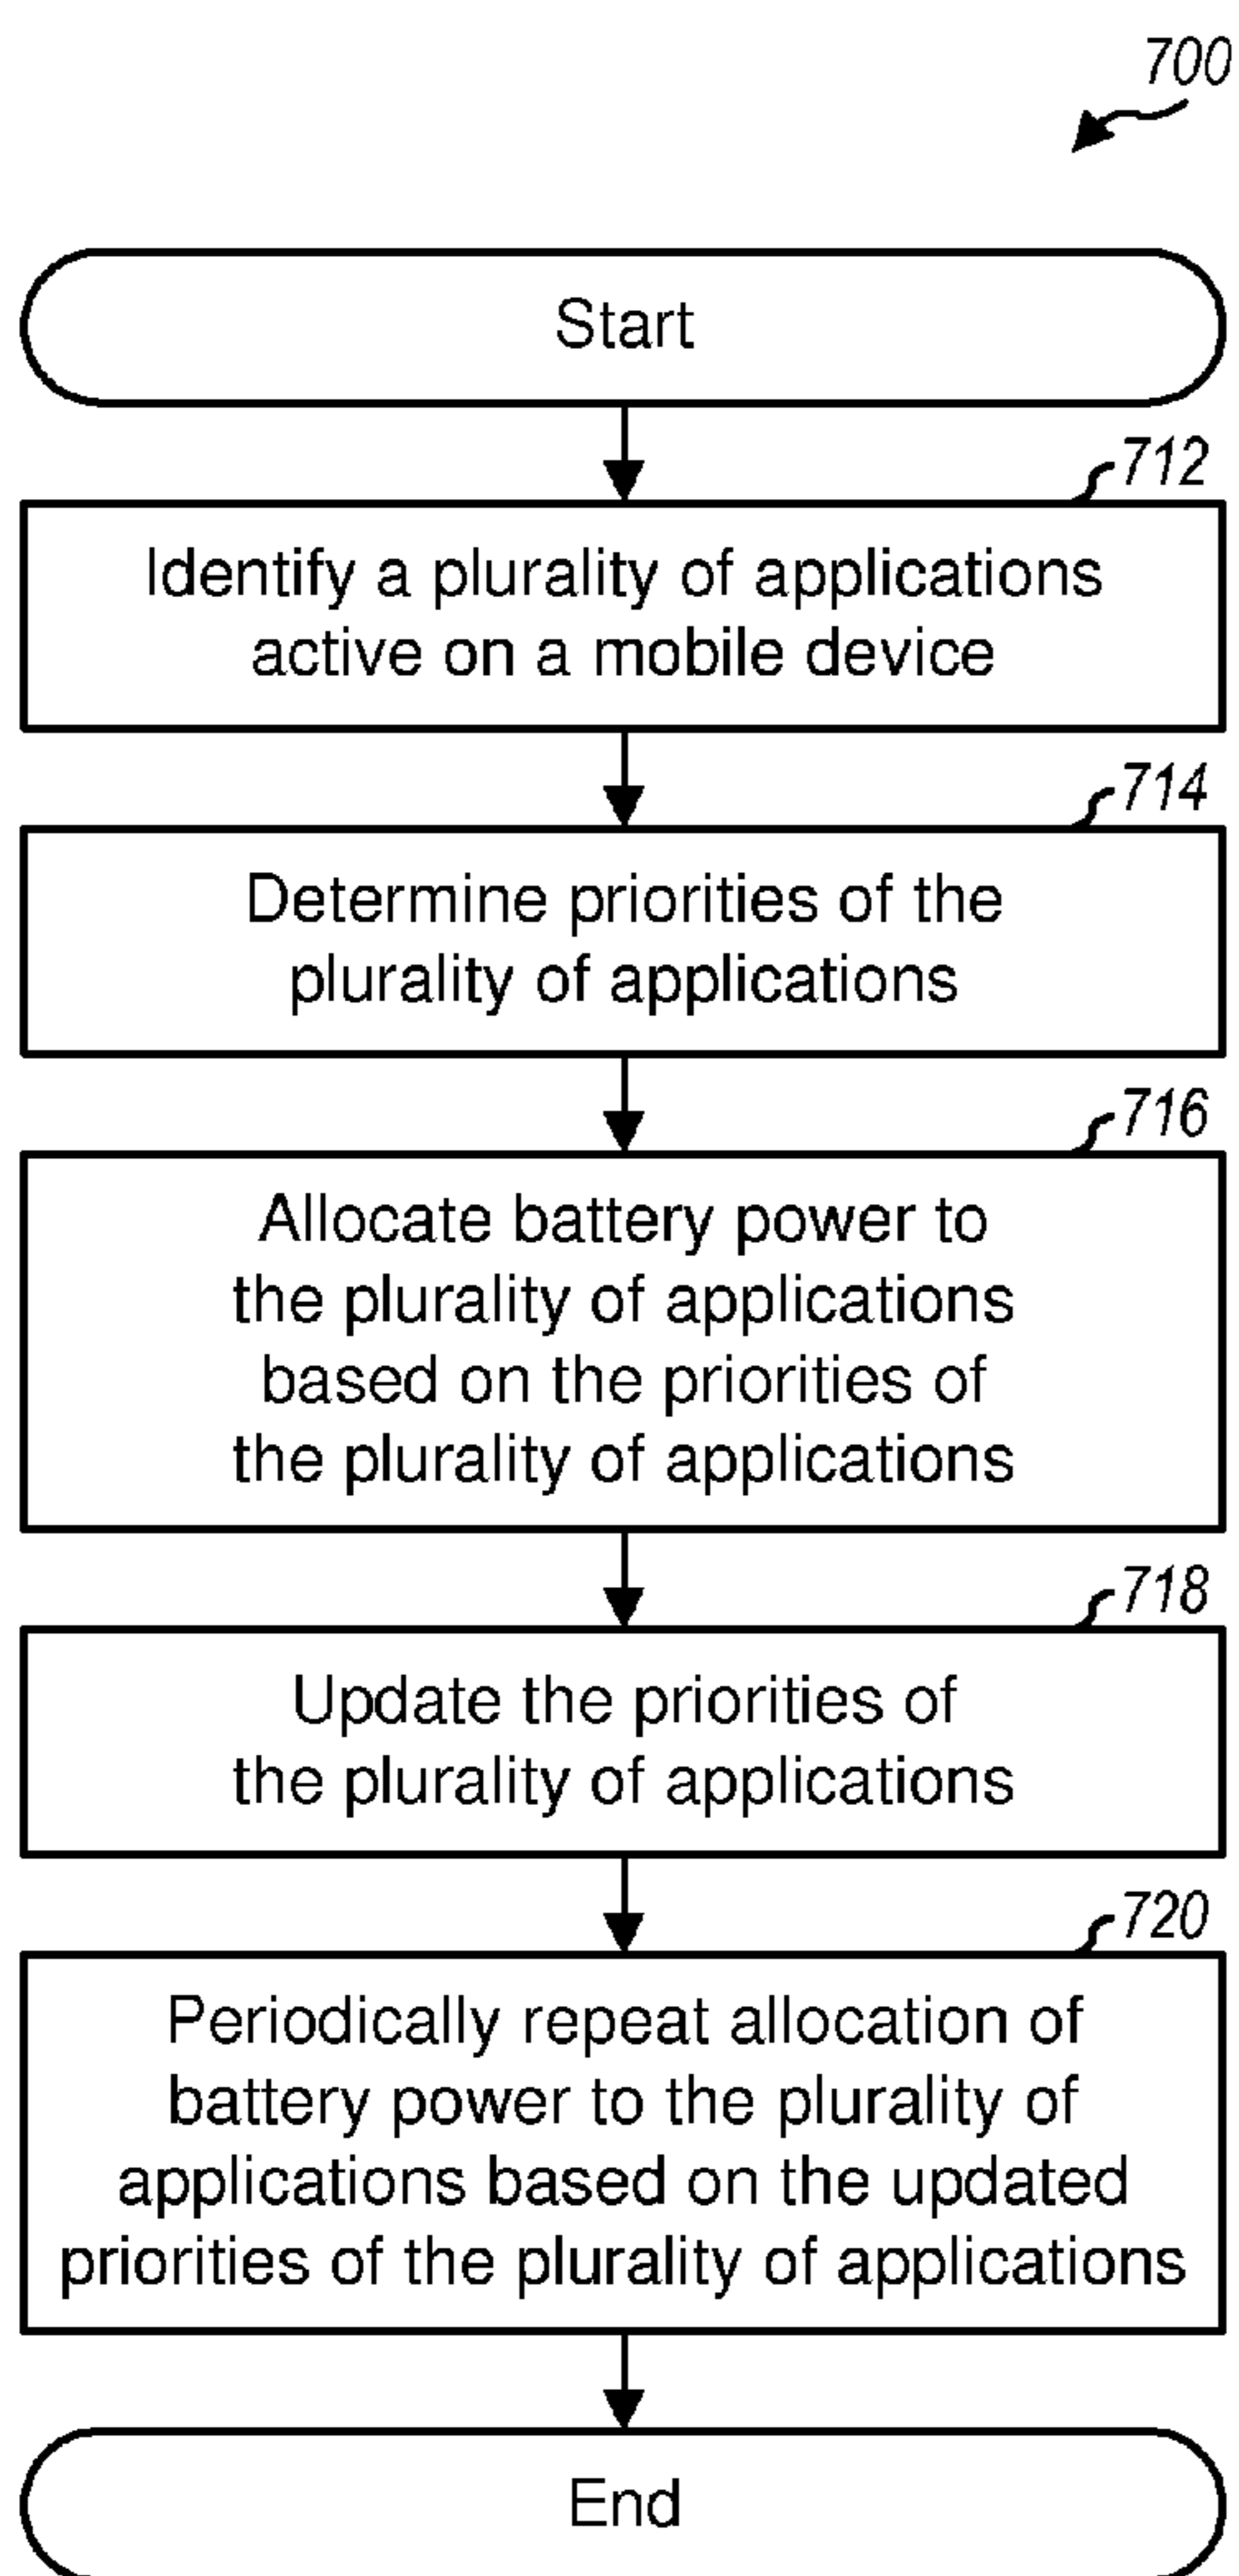 700
Start
712
Identify a plurality of applications
active on a mobile device
714
Determine priorities of the
plurality of applications
716
Allocate battery power to
the plurality of applications
based on the priorities of
the plurality of applications
718
Update the priorities of
the plurality of applications
720
Periodically repeat allocation of
battery power to the plurality of
applications based on the updated
priorities of the plurality of applications
End